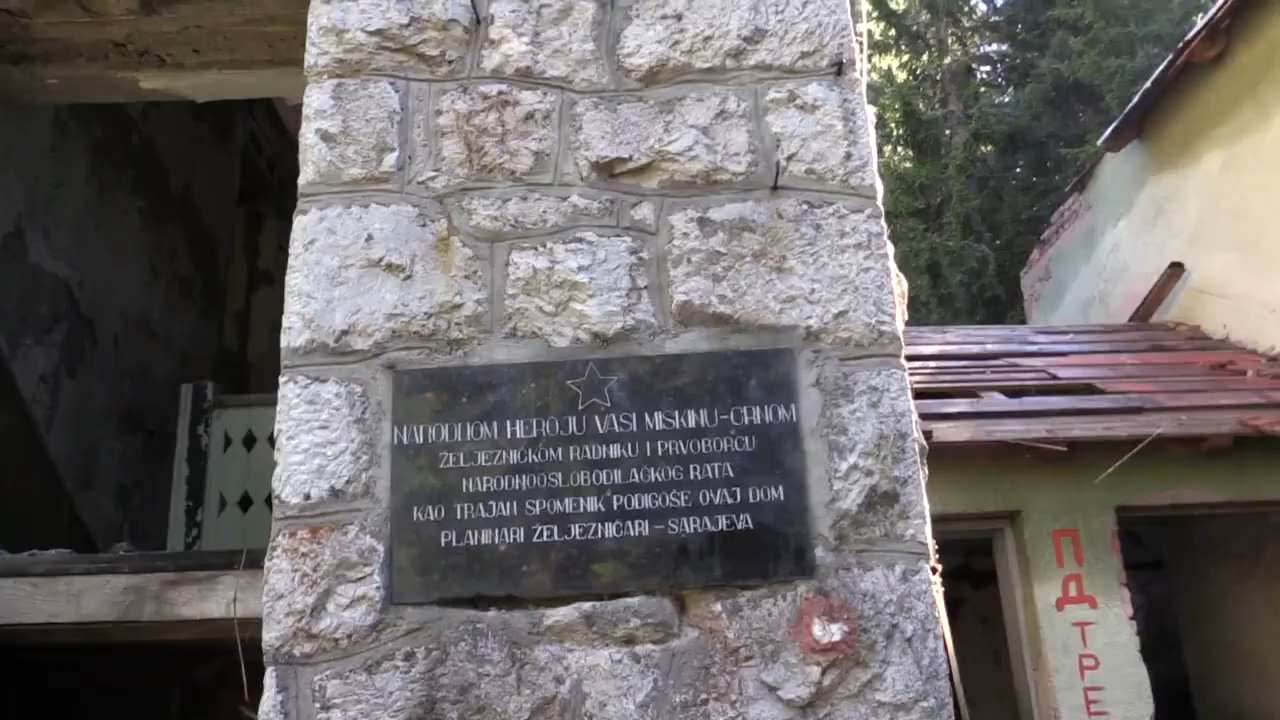 NARODNOM HEROJU VASI MISKINU-CRNOM
ŽELJEZNIČKOM RADNIKU I PRVOBORCU
NARODNOOSLOBODILAČKOG RATA
KAO TRAJAN SPOMENIK PODIGOŠE OVAJ DOM
PLANINARI ŽELJEZNIČARI-SARAJEVA
П
Д
ТРЕ